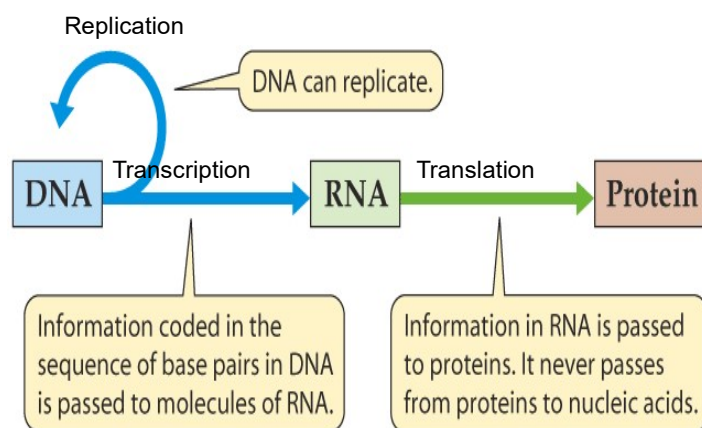 Replication
DNA can replicate.
DNA
Transcription
RNA
Translation
Protein
Information coded in the
sequence of base pairs in DNA
is passed to molecules of RNA.
Information in RNA is passed
to proteins. It never passes
from proteins to nucleic acids.